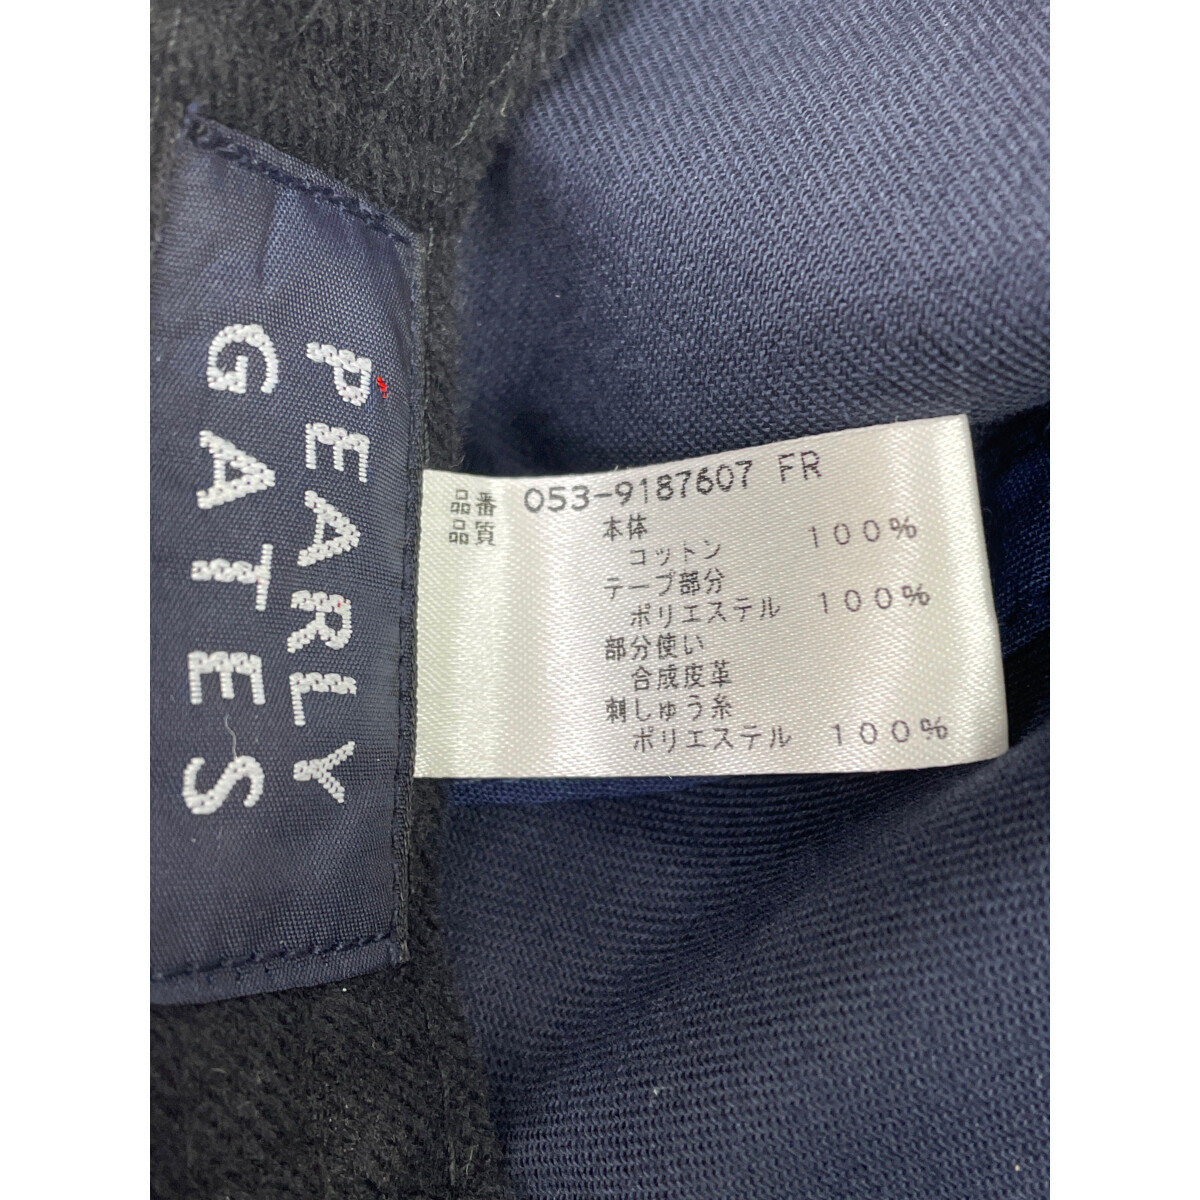 PEARLY
GATES
品番 053-9187607 FR
品質 本体
コットン 100%
テープ部分
ポリエステル 100%
部分使い
合成皮革
刺しゅう糸
ポリエステル 100%